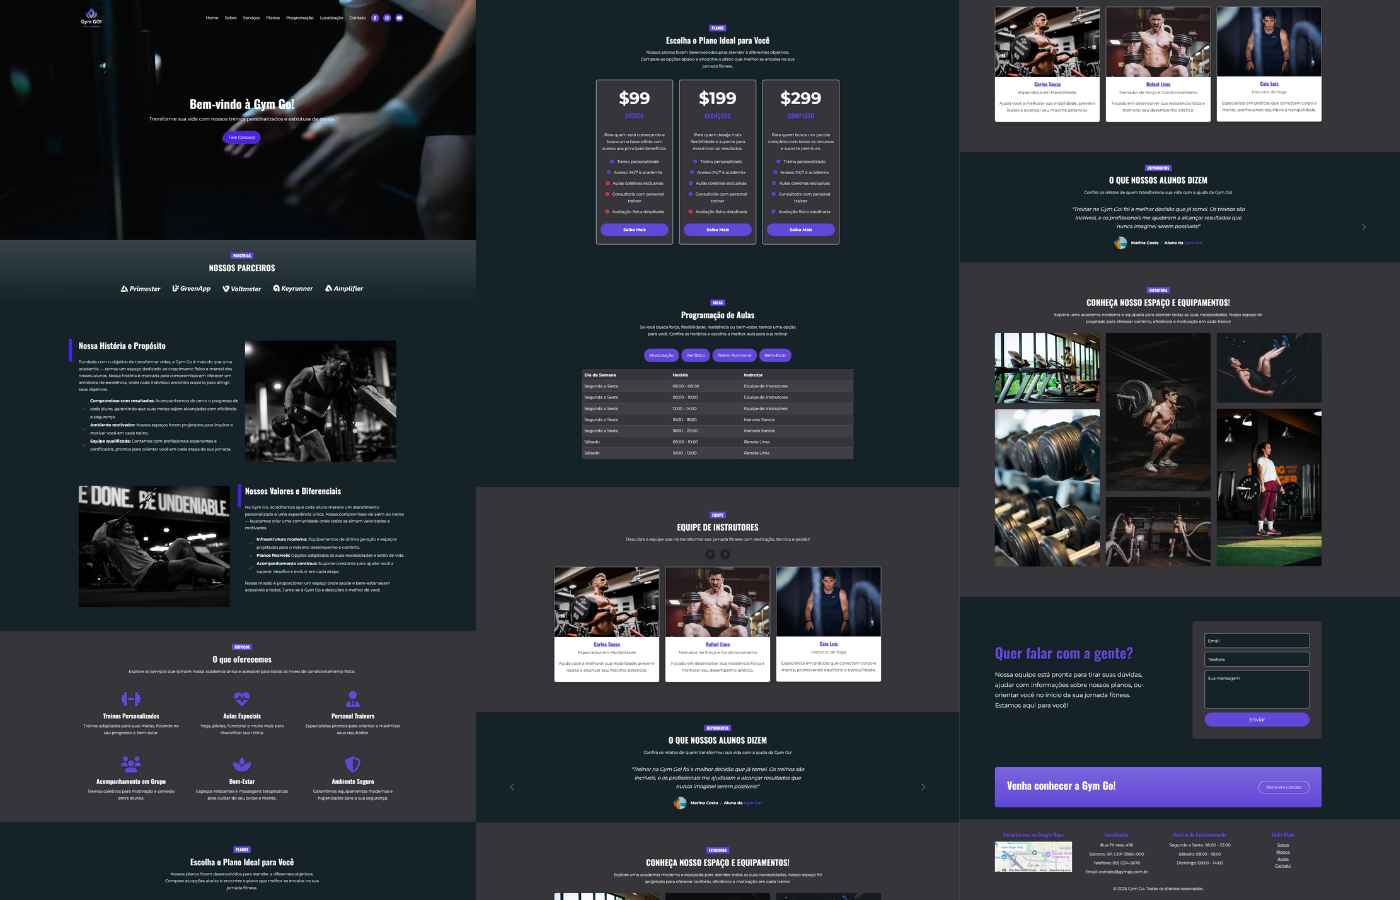 Gym GO!
Home Sobre Serviços Planos Programação Localização Contato
Bem-vindo à Gym Go!
Transforme sua vida com nossos treinos personalizados e estrutura de ponta.
Fale Conosco
PARCERIAS
NOSSOS PARCEIROS
Primester GreenApp Voltmeter Keyrunner Amplifier
Nossa História e Propósito
Fundada com o objetivo de transformar vidas, a Gym Go é mais do que uma
academia — somos um espaço dedicado ao crescimento físico e mental dos
nossos alunos. Nossa história é marcada pelo compromisso em oferecer um
ambiente de excelência, onde cada indivíduo encontra suporte para atingir
seus objetivos.
Compromisso com resultados: Acompanhamos de perto o progresso de
cada aluno, garantindo que suas metas sejam alcançadas com eficiência
e segurança.
Ambiente motivador: Nossos espaços foram projetados para inspirar e
motivar você em cada treino.
Equipe qualificada: Contamos com profissionais experientes e
certificados, prontos para orientar você em cada etapa da sua jornada.
BE DONE. BE UNDENIABLE.
Nossos Valores e Diferenciais
Na Gym Go, acreditamos que cada aluno merece um atendimento
personalizado e uma experiência única. Nosso compromisso vai além do treino
— buscamos criar uma comunidade onde todos se sintam valorizados e
motivados.
Infraestrutura moderna: Equipamentos de última geração e espaços
projetados para o máximo desempenho e conforto.
Planos flexíveis: Opções adaptadas às suas necessidades e estilo de vida.
Acompanhamento contínuo: Suporte constante para ajudar você a
superar desafios e evoluir em cada etapa.
Nossa missão é proporcionar um espaço onde saúde e bem-estar sejam
acessíveis a todos. Junte-se à Gym Go e descubra o melhor de você.
SERVIÇOS
O que oferecemos
Explore os serviços que tornam nossa academia única e acessível para todos os níveis de condicionamento físico.
Treinos Personalizados
Treinos adaptados para suas metas, focando no
seu progresso e bem-estar.
Aulas Especiais
Yoga, pilates, funcional e muito mais para
diversificar sua rotina.
Personal Trainers
Especialistas prontos para orientar e maximizar
seus resultados.
Acompanhamento em Grupo
Treinos coletivos para motivação e conexão
entre alunos.
Bem-Estar
Espaços relaxantes e massagens terapêuticas
para cuidar do seu corpo e mente.
Ambiente Seguro
Garantimos equipamentos modernos e
higienizados para a sua segurança.
PLANOS
Escolha o Plano Ideal para Você
Nossos planos foram desenvolvidos para atender a diferentes objetivos.
Compare as opções abaixo e encontre o plano que melhor se encaixa na sua
jornada fitness.
PLANOS
Escolha o Plano Ideal para Você
Nossos planos foram desenvolvidos para atender a diferentes objetivos.
Compare as opções abaixo e encontre o plano que melhor se encaixa na sua
jornada fitness.
$99
BÁSICO
Para quem está começando e
busca uma base sólida com
acesso aos principais benefícios.
Treino personalizado
Acesso 24/7 à academia
Aulas coletivas exclusivas
Consultoria com personal
trainer
Avaliação física detalhada
Saiba Mais
$199
AVANÇADO
Para quem deseja mais
flexibilidade e suporte para
maximizar os resultados.
Treino personalizado
Acesso 24/7 à academia
Aulas coletivas exclusivas
Consultoria com personal
trainer
Avaliação física detalhada
Saiba Mais
$299
COMPLETO
Para quem busca um pacote
completo com todos os recursos
e suporte premium.
Treino personalizado
Acesso 24/7 à academia
Aulas coletivas exclusivas
Consultoria com personal
trainer
Avaliação física detalhada
Saiba Mais
AULAS
Programação de Aulas
Se você busca força, flexibilidade, resistência ou bem-estar, temos uma opção
para você. Confira os horários e escolha a melhor aula para sua rotina!
Musculação Aeróbico Treino Funcional Bem-Estar
Dia da Semana Horário Instrutor
Segunda a Sexta 06:00 - 08:00 Equipe de Instrutores
Segunda a Sexta 08:00 - 10:00 Equipe de Instrutores
Segunda a Sexta 12:00 - 14:00 Equipe de Instrutores
Segunda a Sexta 16:00 - 18:00 Marcelo Santos
Segunda a Sexta 18:00 - 20:00 Marcelo Santos
Sábado 08:00 - 10:00 Renata Lima
Sábado 10:00 - 12:00 Renata Lima
EQUIPE
EQUIPE DE INSTRUTORES
Descubra a equipe que irá transformar sua jornada fitness com dedicação, técnica e paixão!
Carlos Souza
Especialista em Flexibilidade
Ajuda você a melhorar sua mobilidade, prevenir
lesões e alcançar seu máximo potencial.
Rafael Lima
Treinador de Força e Condicionamento
Focado em desenvolver sua resistência física e
melhorar seu desempenho atlético.
Caio Luiz
Instrutor de Yoga
Especialista em práticas que conectam corpo e
mente, promovendo equilíbrio e tranquilidade.
DEPOIMENTOS
O QUE NOSSOS ALUNOS DIZEM
Confira os relatos de quem transformou sua vida com a ajuda da Gym Go!
"Treinar na Gym Go! foi a melhor decisão que já tomei. Os treinos são
incríveis, e os profissionais me ajudaram a alcançar resultados que
nunca imaginei serem possíveis!"
Marina Costa / Aluna da Gym Go!
ESTRUTURA
CONHEÇA NOSSO ESPAÇO E EQUIPAMENTOS!
Explore uma academia moderna e equipada para atender todas as suas necessidades. Nosso espaço foi
projetado para oferecer conforto, eficiência e motivação em cada treino!
Carlos Souza
Especialista em Flexibilidade
Ajuda você a melhorar sua mobilidade, prevenir
lesões e alcançar seu máximo potencial.
Rafael Lima
Treinador de Força e Condicionamento
Focado em desenvolver sua resistência física e
melhorar seu desempenho atlético.
Caio Luiz
Instrutor de Yoga
Especialista em práticas que conectam corpo e
mente, promovendo equilíbrio e tranquilidade.
DEPOIMENTOS
O QUE NOSSOS ALUNOS DIZEM
Confira os relatos de quem transformou sua vida com a ajuda da Gym Go!
"Treinar na Gym Go! foi a melhor decisão que já tomei. Os treinos são
incríveis, e os profissionais me ajudaram a alcançar resultados que
nunca imaginei serem possíveis!"
Marina Costa / Aluna da Gym Go!
ESTRUTURA
CONHEÇA NOSSO ESPAÇO E EQUIPAMENTOS!
Explore uma academia moderna e equipada para atender todas as suas necessidades. Nosso espaço foi
projetado para oferecer conforto, eficiência e motivação em cada treino!
Quer falar com a gente?
Nossa equipe está pronta para tirar suas dúvidas,
ajudar com informações sobre nossos planos, ou
orientar você no início da sua jornada fitness.
Estamos aqui para você!
Email
Telefone
Sua mensagem
Enviar
Venha conhecer a Gym Go!
Entre em contato
Encontre-nos no Google Maps
Localização
Rua Fitness, 456
Socorro, SP, CEP 13960-000
Telefone: (19) 1234-5678
Email: contato@gymgo.com.br
Horário de Funcionamento
Segunda a Sexta: 06:00 - 22:00
Sábado: 08:00 - 18:00
Domingo: 09:00 - 14:00
Links Úteis
Sobre
Planos
Aulas
Contato
© 2025 Gym Go. Todos os direitos reservados.